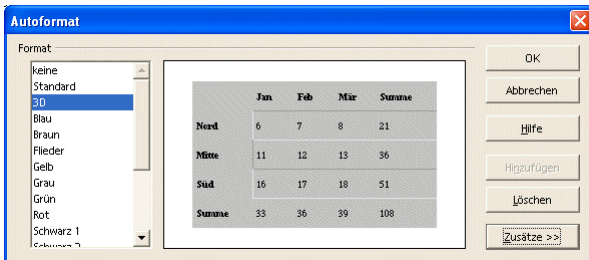 Autoformat
Format
keine
Standard
3D
Blau
Braun
Flieder
Gelb
Grau
Grün
Rot
Schwarz 1
Schwarz 2
Jan Feb Mär Summe
Nord 6 7 8 21
Mitte 11 12 13 36
Süd 16 17 18 51
Summe 33 36 39 108
OK
Abbrechen
Hilfe
Hinzufügen
Löschen
Zusätze >>